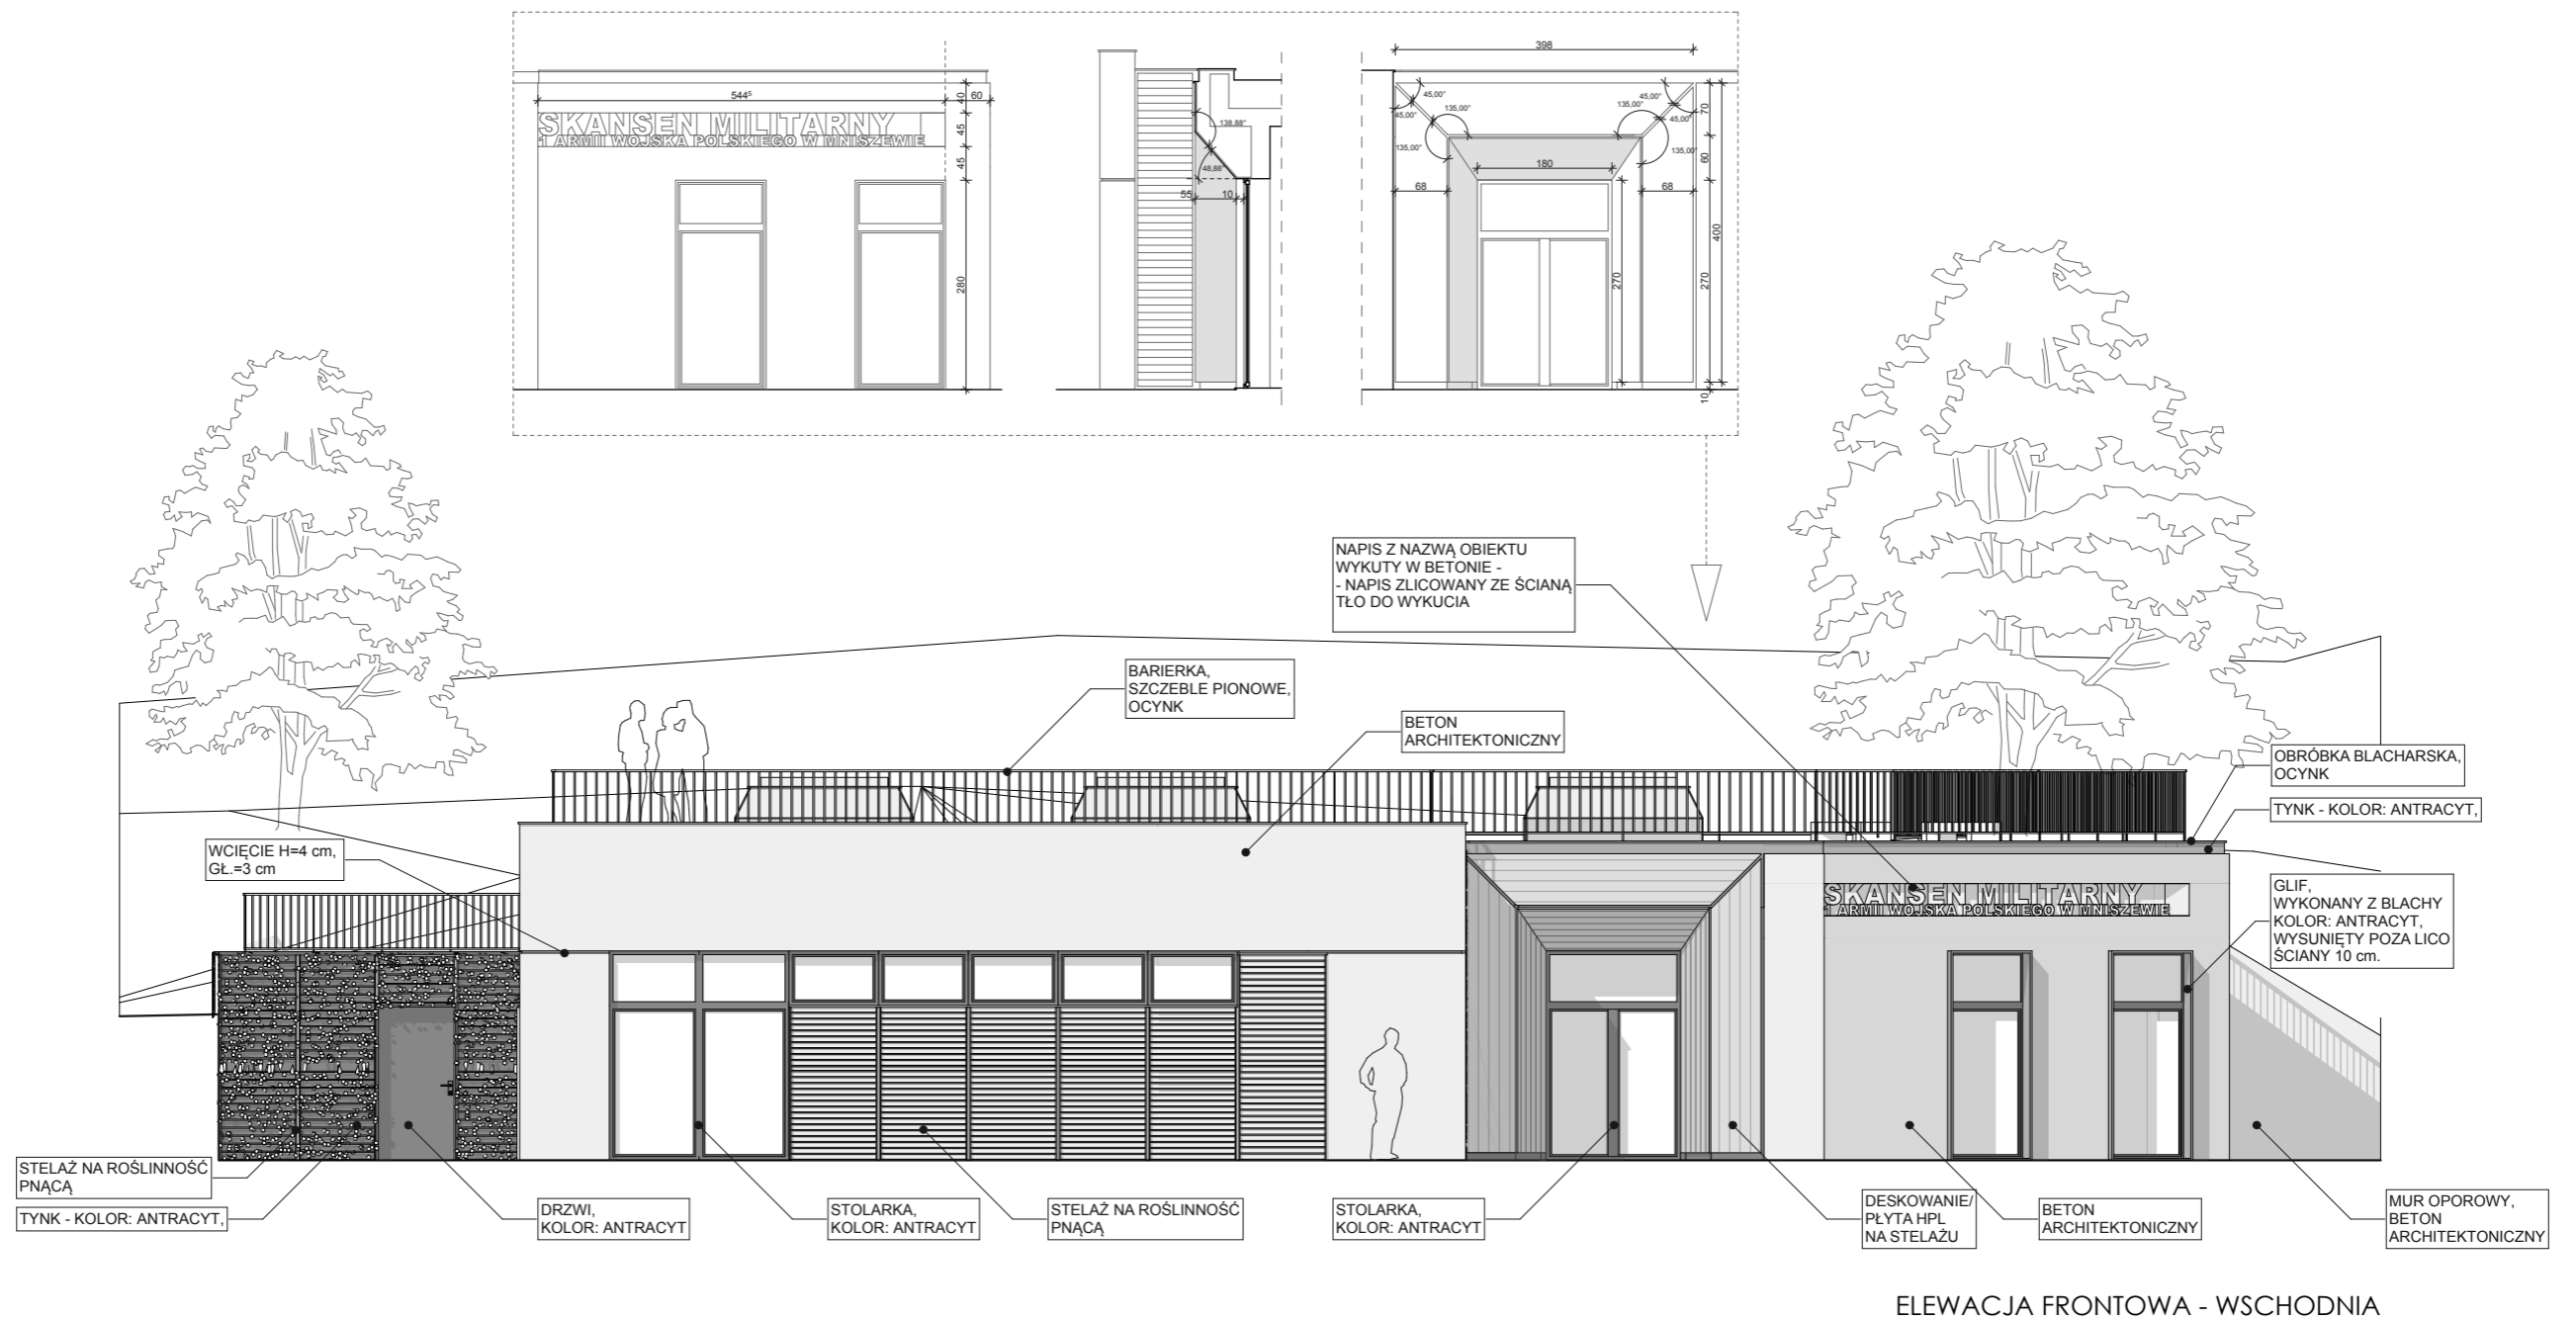 398
544⁵
60
40
45
45
280
SKANSEN MILITARNY
1 ARMII WOJSKA POLSKIEGO W MNISZEWIE
138,88°
48,88°
55
10
45,00°
45,00°
135,00°
135,00°
45,00°
45,00°
135,00°
135,00°
180
68
68
70
60
270
270
400
10
NAPIS Z NAZWĄ OBIEKTU
WYKUTY W BETONIE -
- NAPIS ZLICOWANY ZE ŚCIANĄ
TŁO DO WYKUCIA
BARIERKA,
SZCZEBLE PIONOWE,
OCYNK
BETON
ARCHITEKTONICZNY
OBRÓBKA BLACHARSKA,
OCYNK
TYNK - KOLOR: ANTRACYT,
WCIĘCIE H=4 cm,
GŁ.=3 cm
GLIF,
WYKONANY Z BLACHY
KOLOR: ANTRACYT,
WYSUNIĘTY POZA LICO
ŚCIANY 10 cm.
SKANSEN MILITARNY
1 ARMII WOJSKA POLSKIEGO W MNISZEWIE
STELAŻ NA ROŚLINNOŚĆ
PNĄCĄ
TYNK - KOLOR: ANTRACYT,
DRZWI,
KOLOR: ANTRACYT
STOLARKA,
KOLOR: ANTRACYT
STELAŻ NA ROŚLINNOŚĆ
PNĄCĄ
STOLARKA,
KOLOR: ANTRACYT
DESKOWANIE/
PŁYTA HPL
NA STELAŻU
BETON
ARCHITEKTONICZNY
MUR OPOROWY,
BETON
ARCHITEKTONICZNY
ELEWACJA FRONTOWA - WSCHODNIA